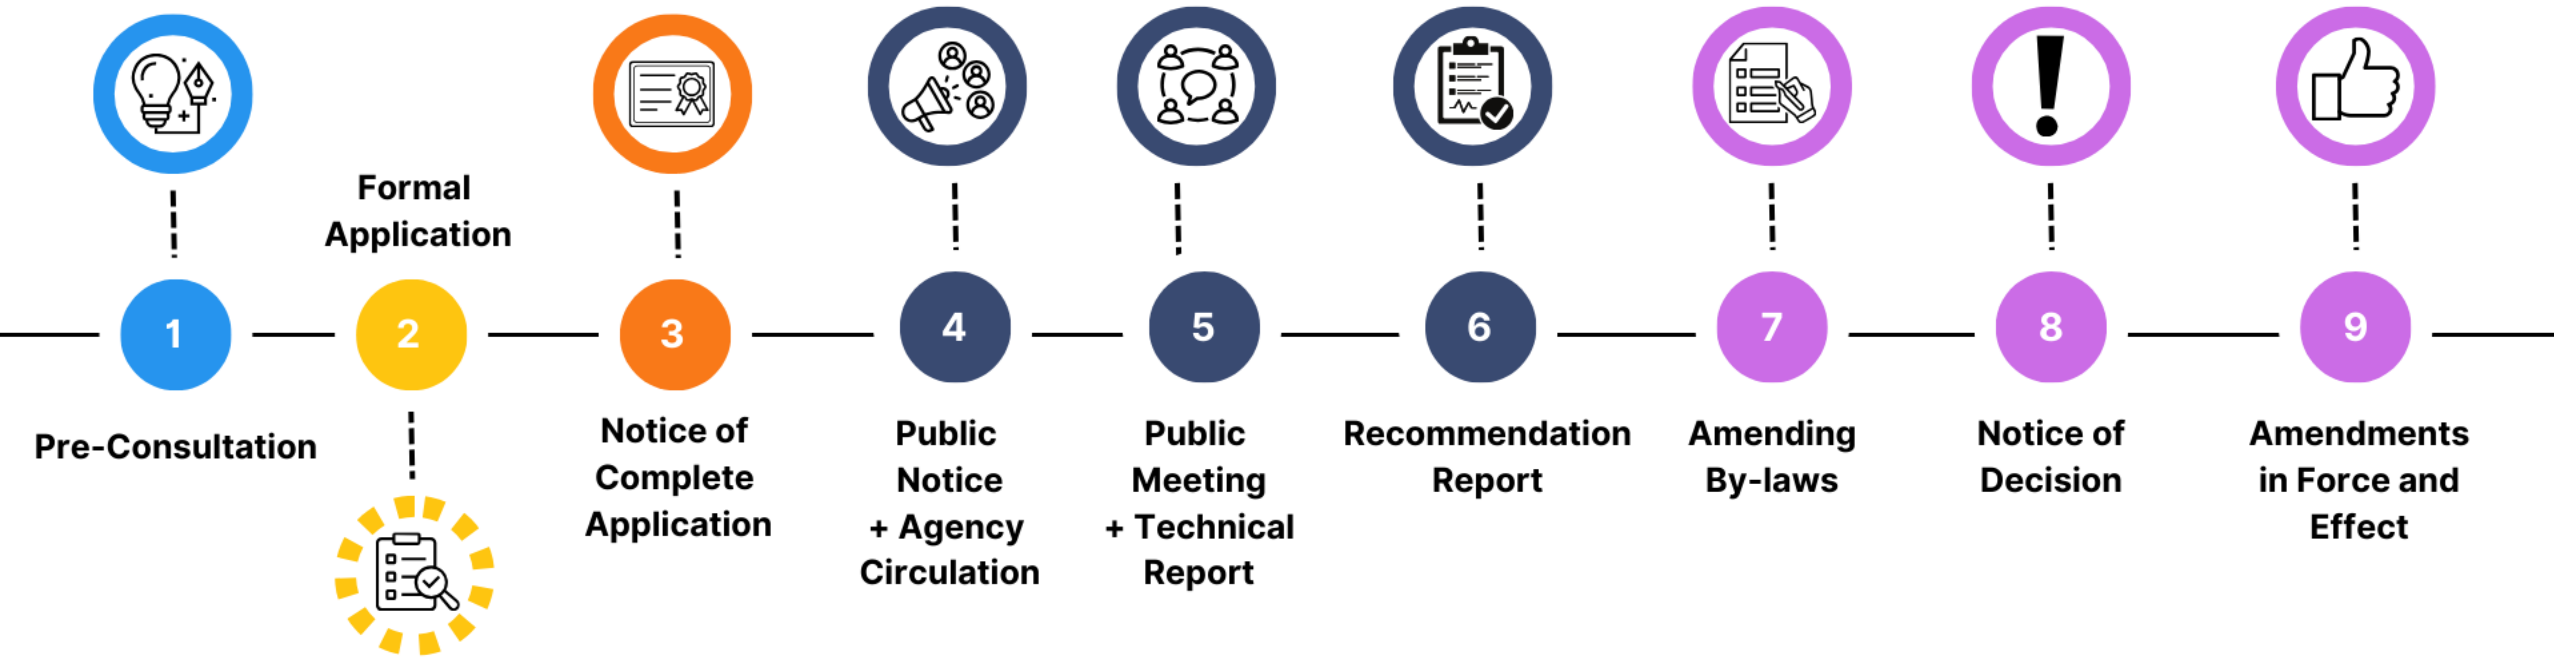 1
Pre-Consultation
Formal
Application
2
3
Notice of
Complete
Application
4
Public
Notice
+ Agency
Circulation
5
Public
Meeting
+ Technical
Report
6
Recommendation
Report
7
Amending
By-laws
8
Notice of
Decision
9
Amendments
in Force and
Effect